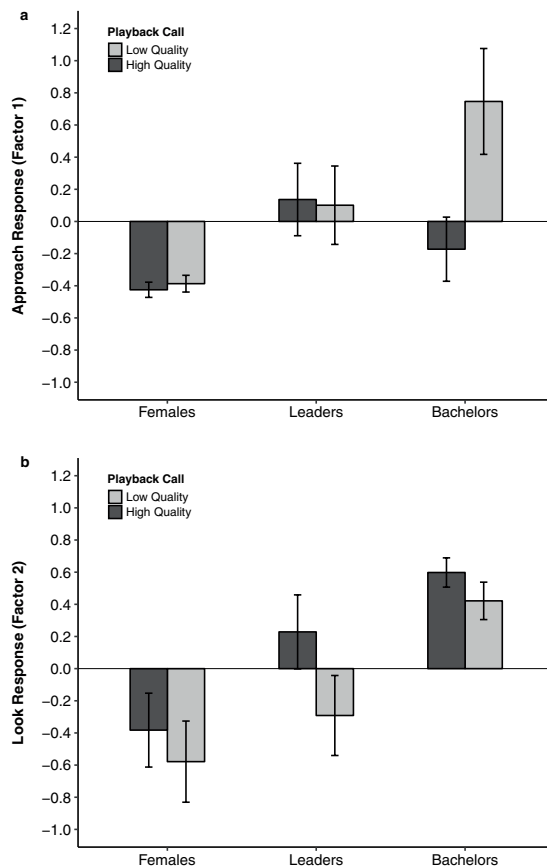 a
Playback Call
Low Quality
High Quality
Approach Response (Factor 1)
1.2
1.0
0.8
0.6
0.4
0.2
0.0
−0.2
−0.4
−0.6
−0.8
−1.0
Females Leaders Bachelors
b
Playback Call
Low Quality
High Quality
Look Response (Factor 2)
1.2
1.0
0.8
0.6
0.4
0.2
0.0
−0.2
−0.4
−0.6
−0.8
−1.0
Females Leaders Bachelors